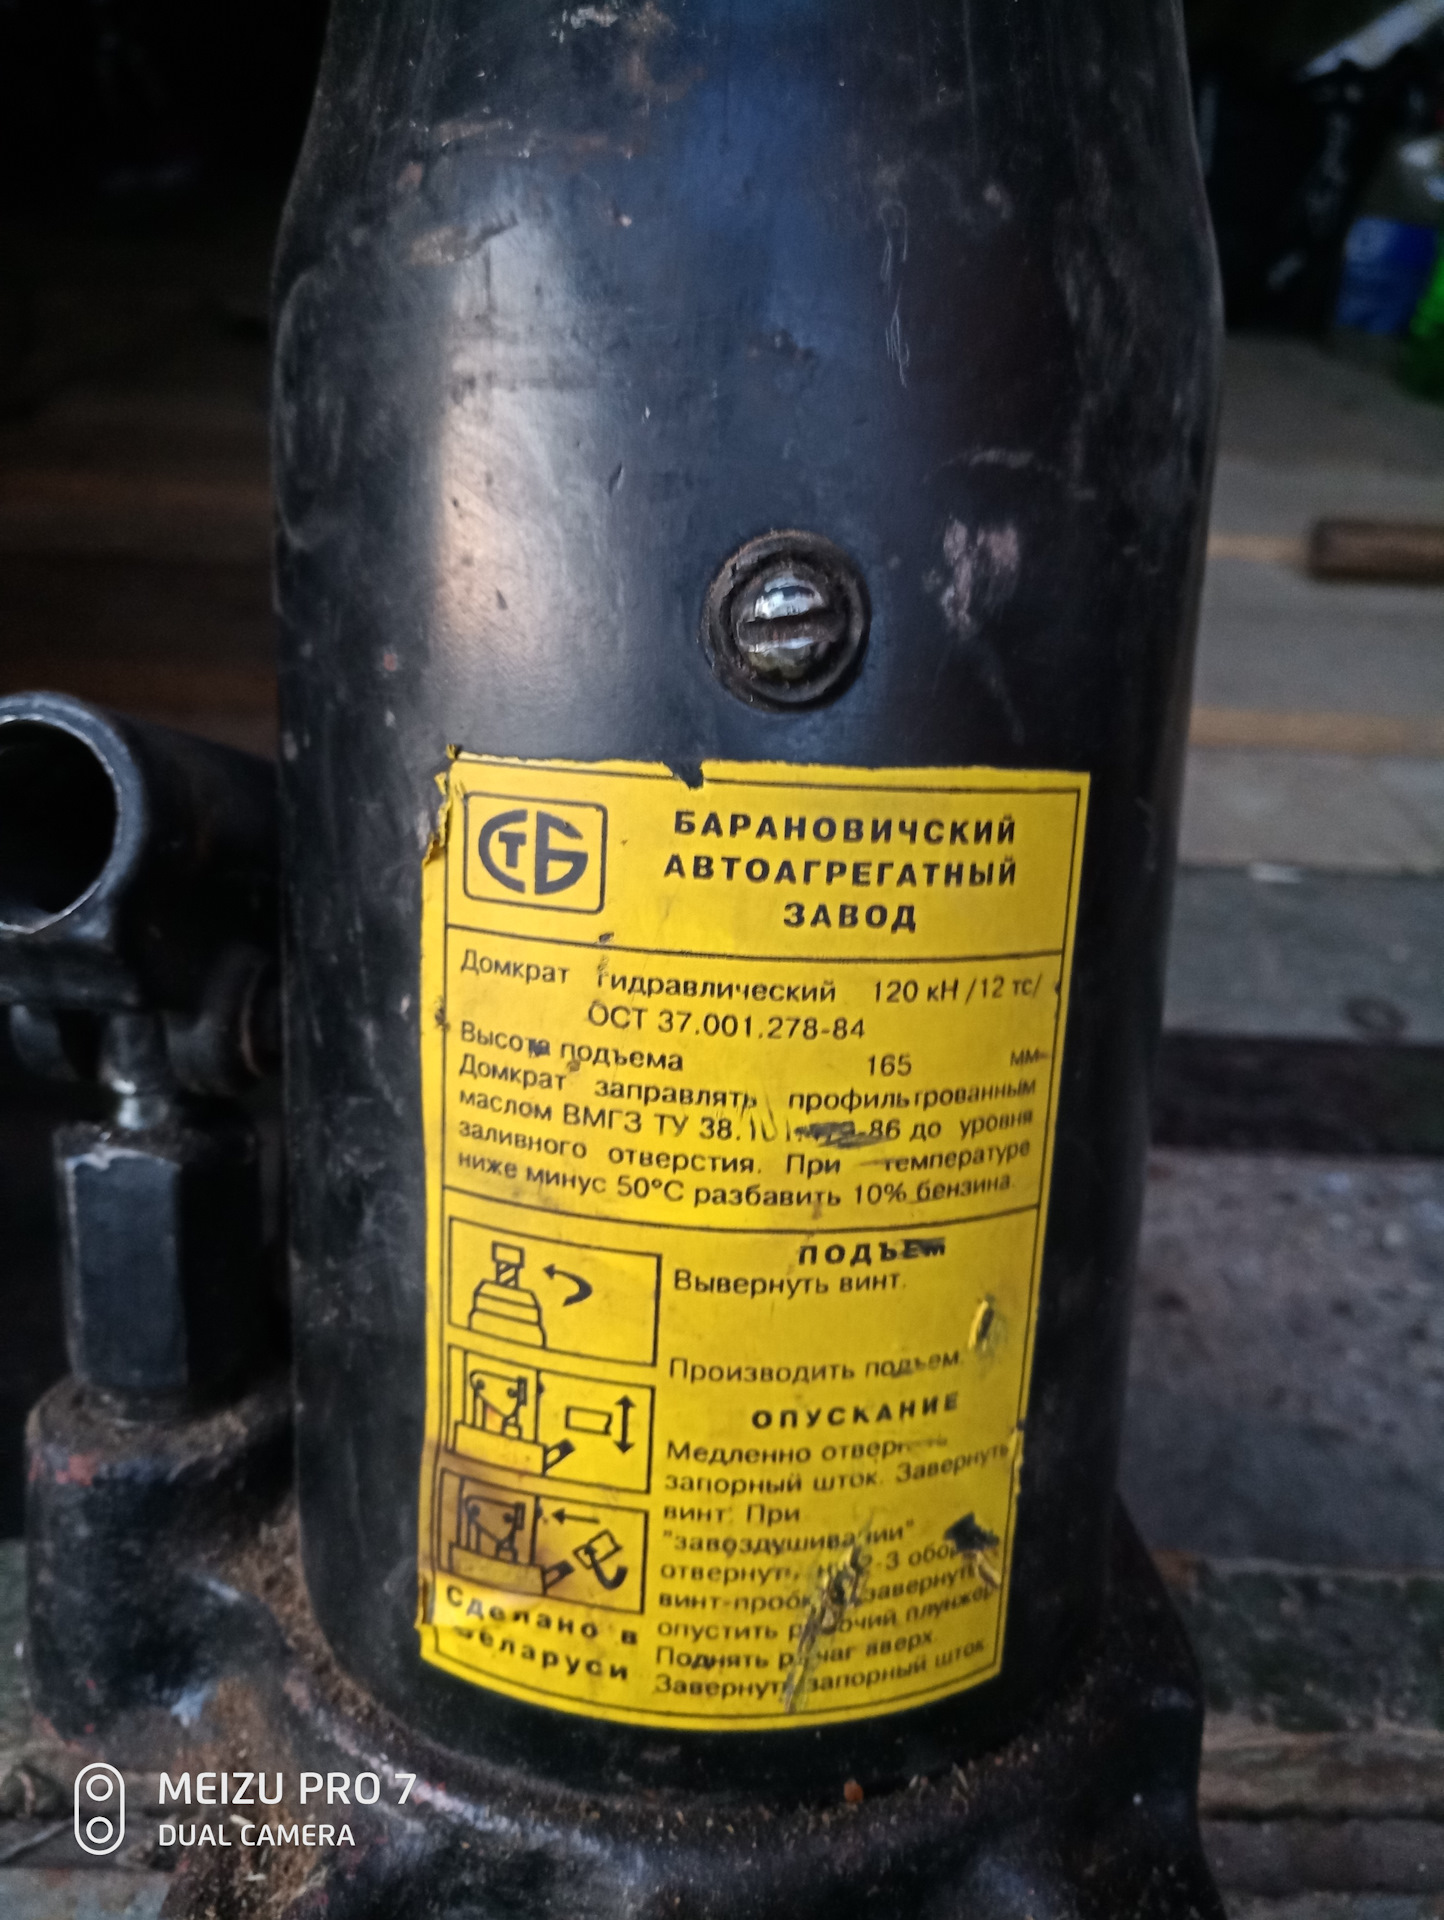 СТБ
БАРАНОВИЧСКИЙ
АВТОАГРЕГАТНЫЙ
ЗАВОД
Домкрат гидравлический 120 кН /12 тс/
ОСТ 37.001.278-84
Высота подъема 165 мм
Домкрат заправлять профильтрованным
маслом ВМГЗ ТУ 38. -86 до уровня
заливного отверстия. При температуре
ниже минус 50°С разбавить 10% бензина.
ПОДЪЕМ
Вывернуть винт.
Производить подъем.
ОПУСКАНИЕ
Медленно отвернуть
запорный шток. Завернуть
винт. При
"завоздушивании"
отвернуть
винт-пробку завернуть
опустить рабочий плунжер
Поднять рычаг вверх
Завернуть запорный шток
Сделано в
Беларуси
MEIZU PRO 7
DUAL CAMERA